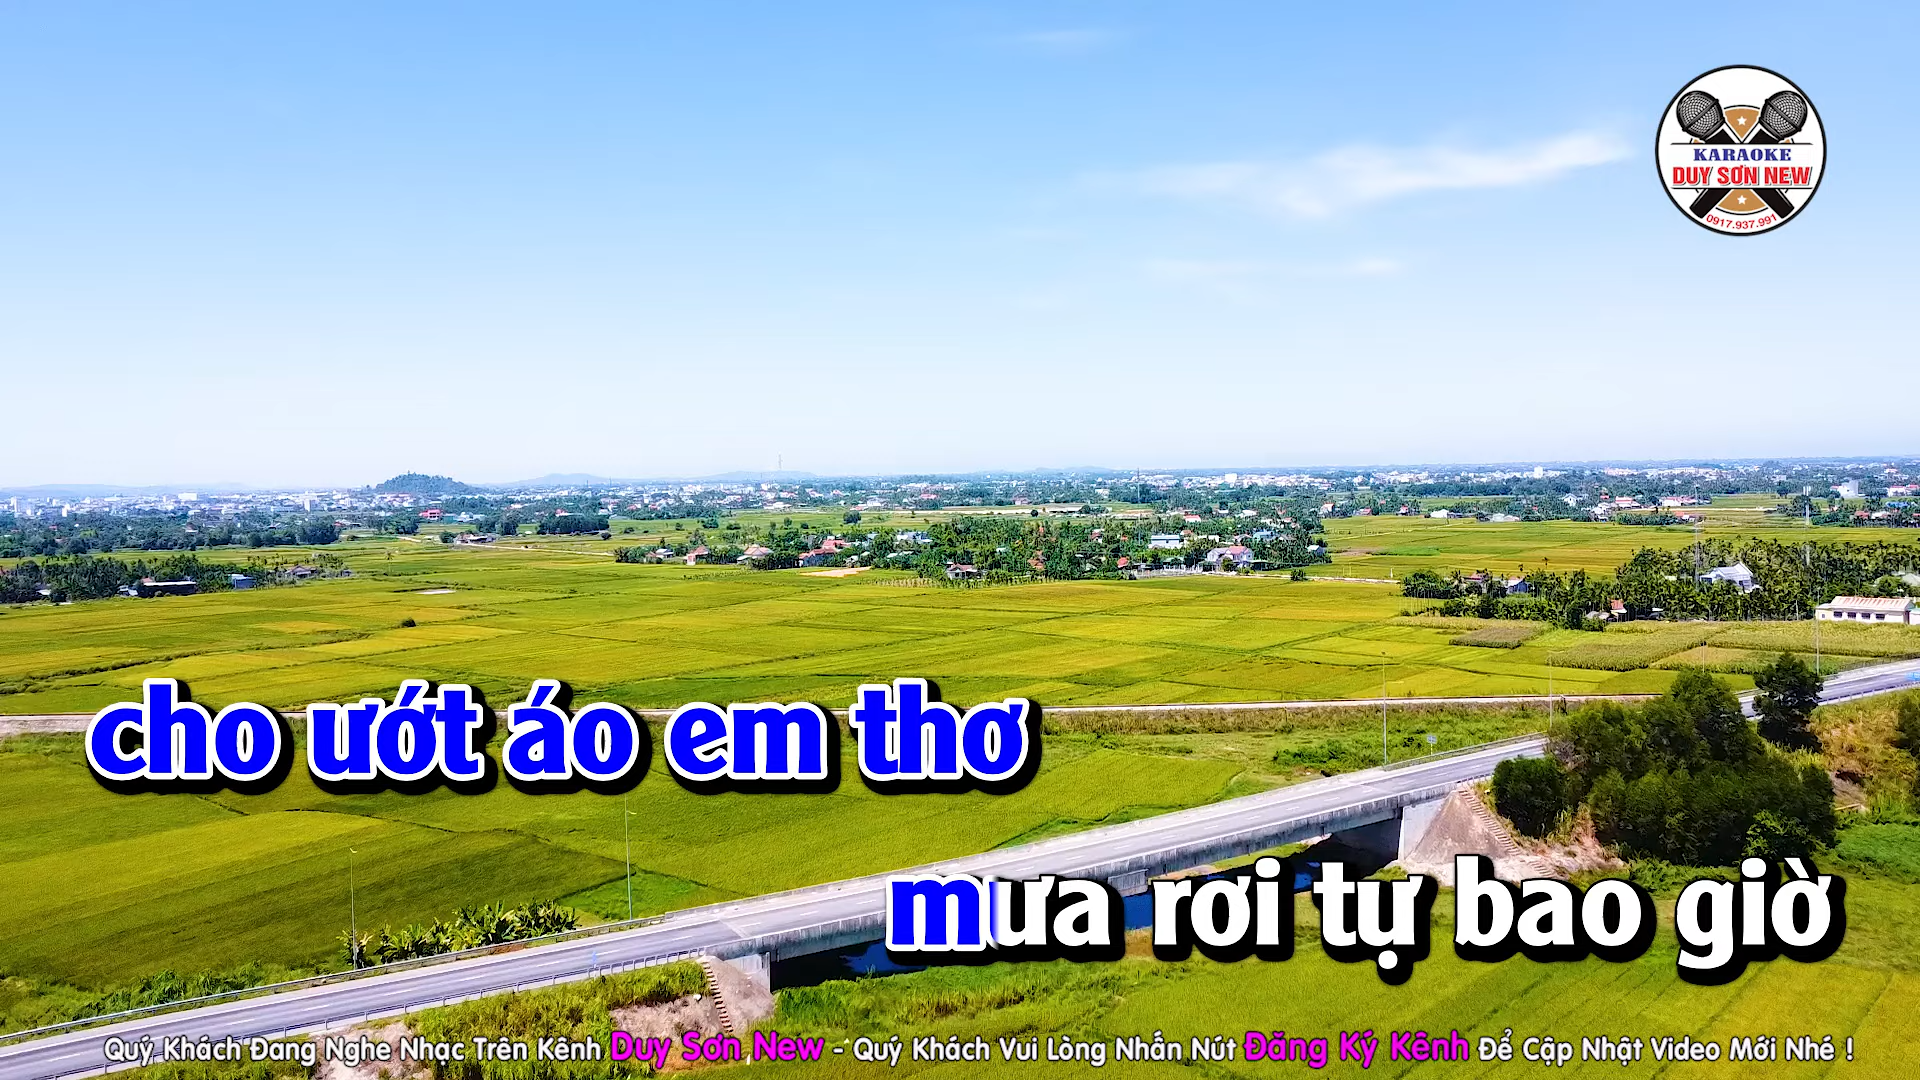 KARAOKE
DUY SƠN NEW
0917.937.991
cho ướt áo em thơ
mưa rơi tự bao giờ
Quý Khách Đang Nghe Nhạc Trên Kênh Duy Sơn New - Quý Khách Vui Lòng Nhấn Nút Đăng Ký Kênh Để Cập Nhật Video Mới Nhé !